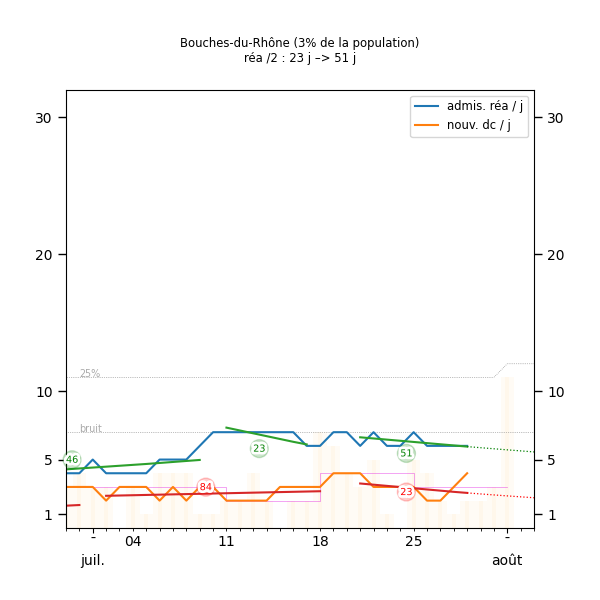 Bouches-du-Rhône (3% de la population)
réa /2 : 23 j –> 51 j
admis. réa / j
nouv. dc / j
30 30
20 20
25%
10 10
bruit
46 23 51
5 5
84 23
1 1
- 04 11 18 25 -
juil. août